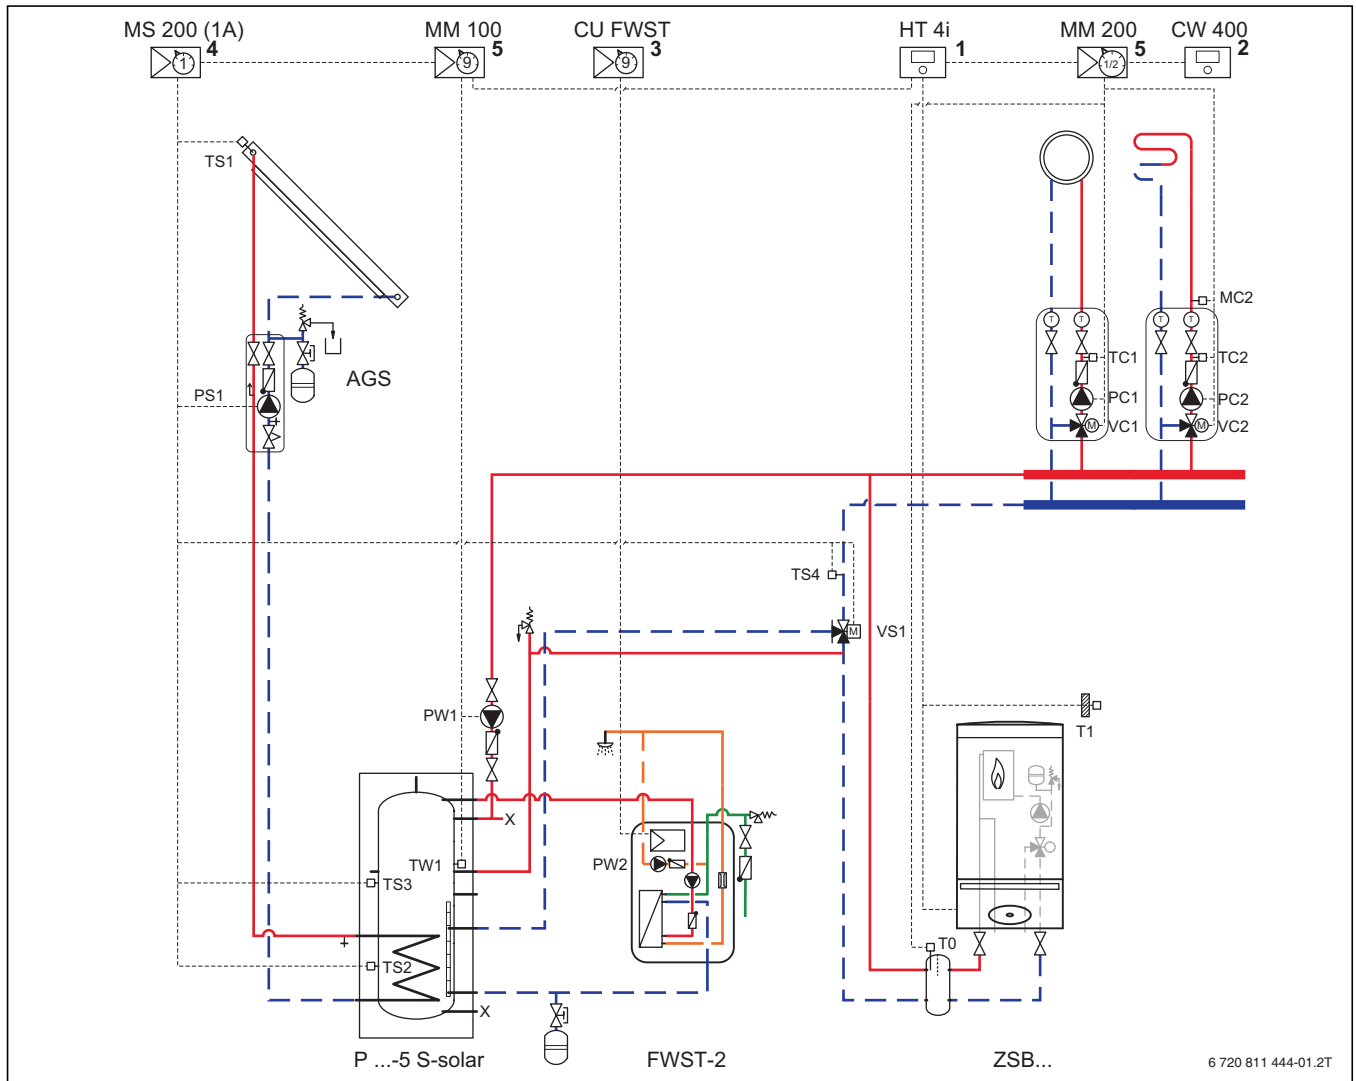 MS 200 (1A) MM 100 CU FWST HT 4i MM 200 CW 400
4 5 3 1 5 2
1 9 9 1/2
TS1
MC2
T T T T
TC1 TC2
AGS
PS1 PC1 PC2
M VC1 M VC2
TS4
M VS1
PW1
T1
X
TW1 PW2
TS3
T0
TS2
X
P ...-5 S-solar FWST-2 ZSB... 6 720 811 444-01.2T